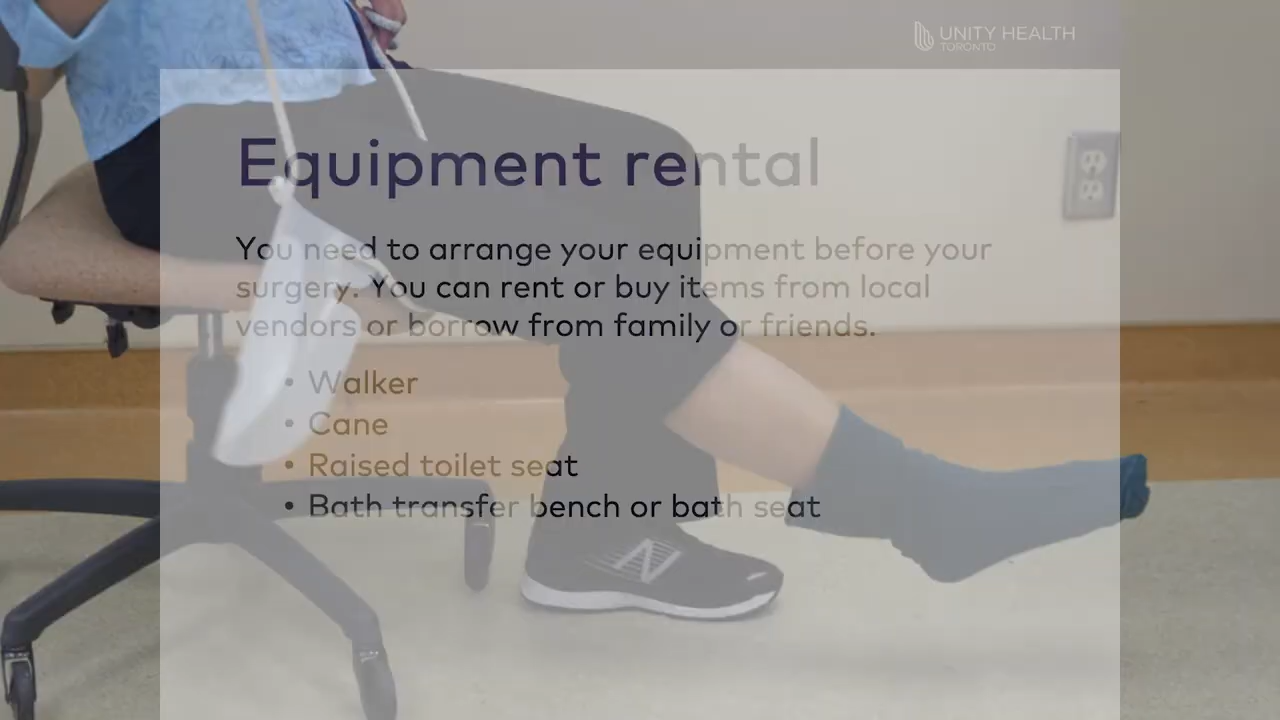 UNITY HEALTH
TORONTO
Equipment rental
You need to arrange your equipment before your
surgery. You can rent or buy items from local
vendors or borrow from family or friends.
• Walker
• Cane
• Raised toilet seat
• Bath transfer bench or bath seat
N